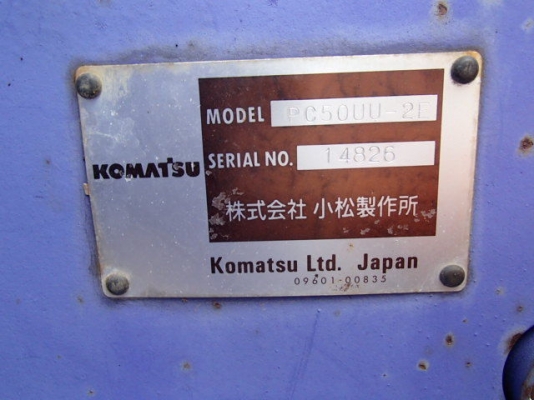 MODEL PC50UU-2E
KOMATSU
SERIAL NO. 14826
株式会社 小松製作所
Komatsu Ltd. Japan
09601-00835